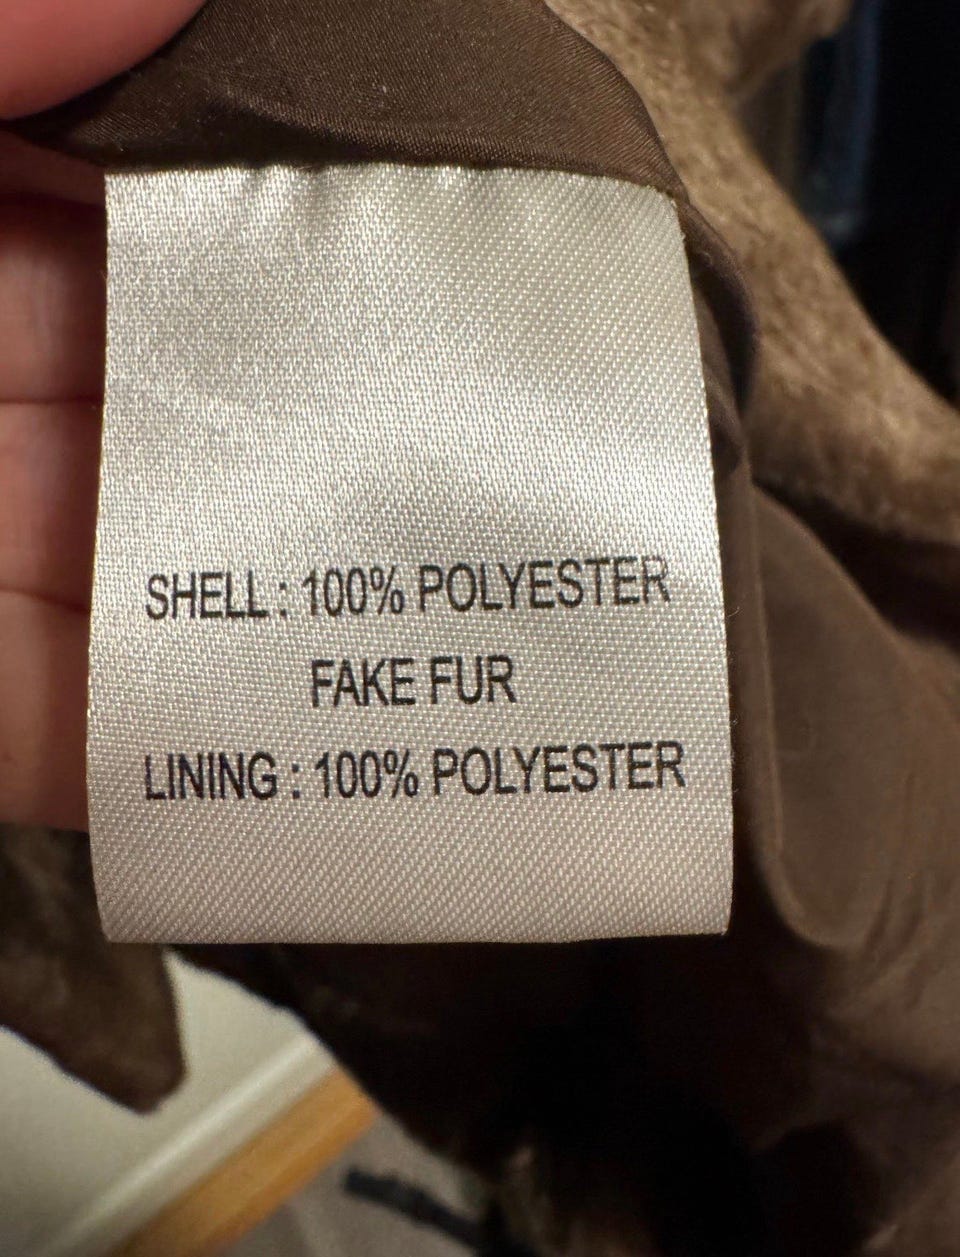 SHELL : 100% POLYESTER
FAKE FUR
LINING : 100% POLYESTER